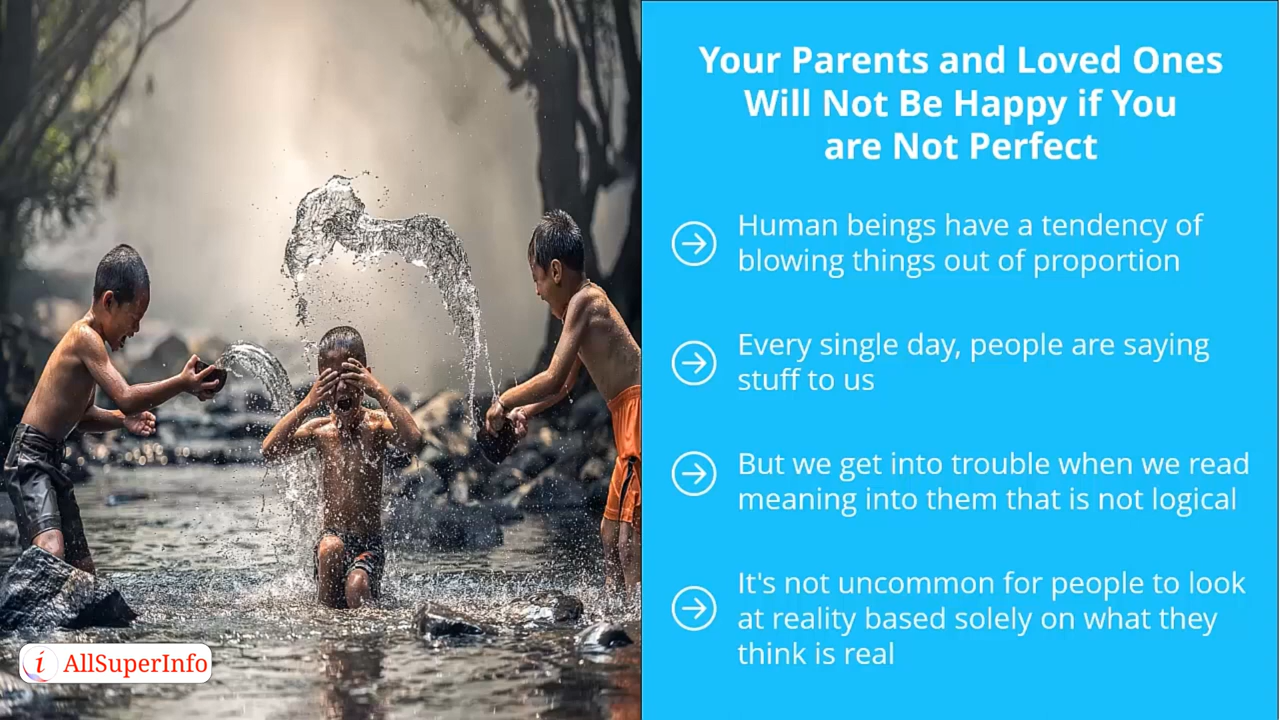 Your Parents and Loved Ones
Will Not Be Happy if You
are Not Perfect
Human beings have a tendency of
blowing things out of proportion
Every single day, people are saying
stuff to us
But we get into trouble when we read
meaning into them that is not logical
It's not uncommon for people to look
at reality based solely on what they
think is real
i AllSuperInfo